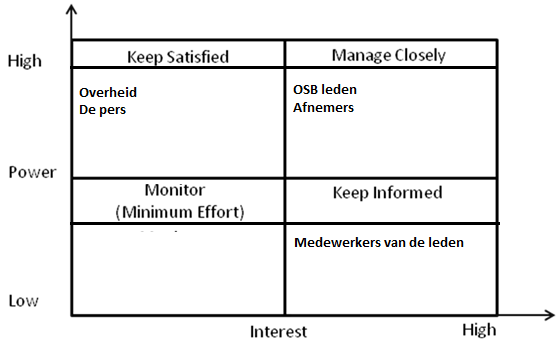 High
Keep Satisfied
Manage Closely
Overheid
De pers
OSB leden
Afnemers
Power
Monitor
(Minimum Effort)
Keep Informed
Medewerkers van de leden
Low
Interest
High